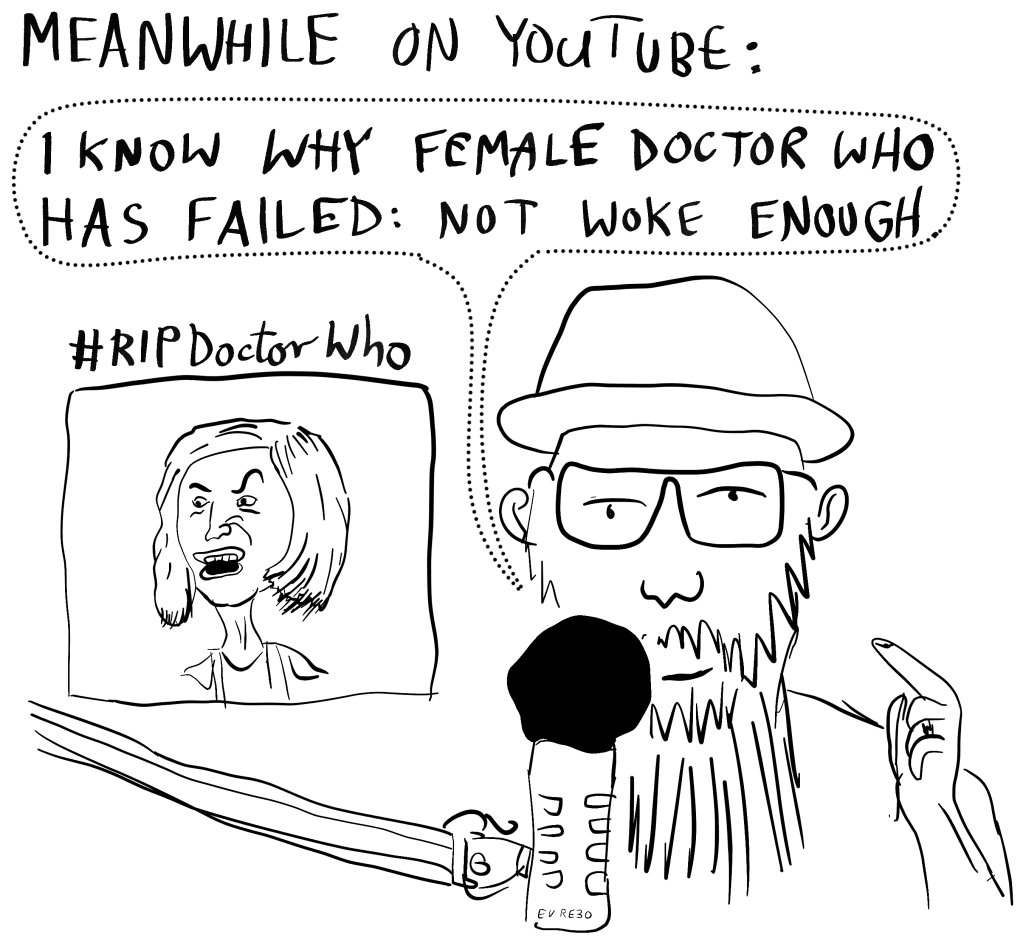 MEANWHILE ON YOUTUBE:
I KNOW WHY FEMALE DOCTOR WHO
HAS FAILED: NOT WOKE ENOUGH.
#RIPDoctorWho
EV RE30